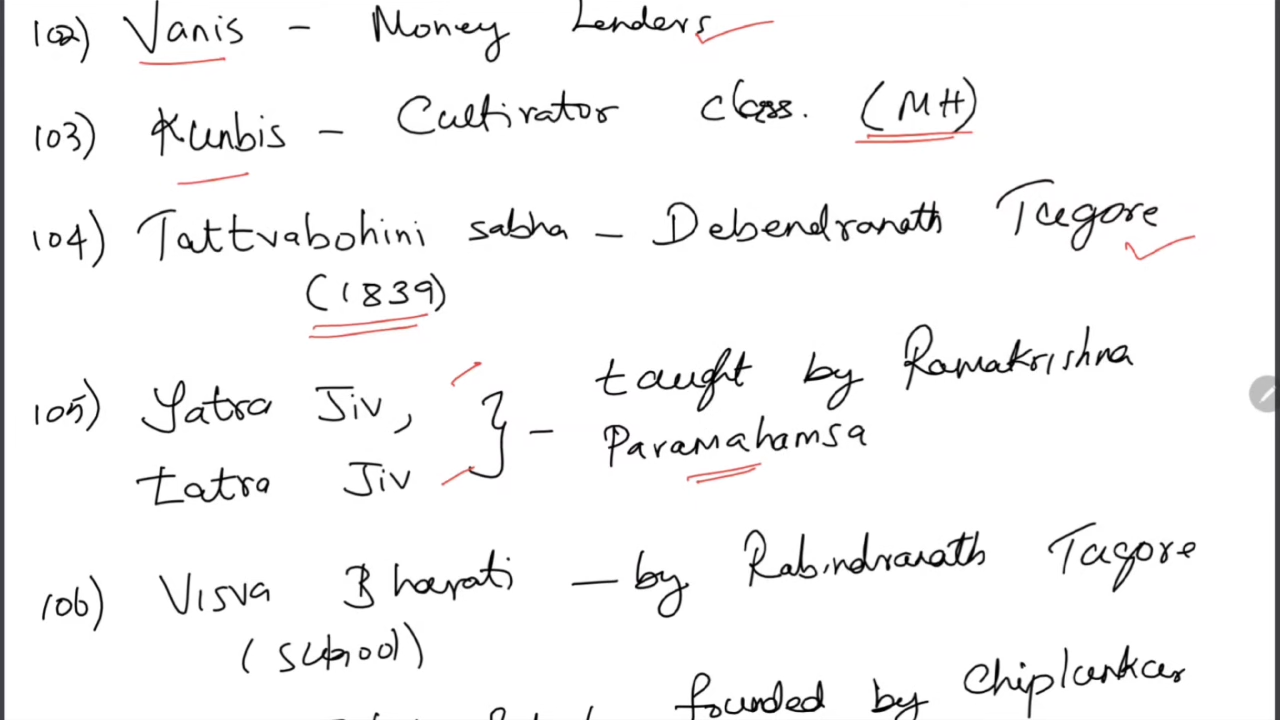 102) Vanis - Money Lenders
103) Kunbis - Cultivator class. (MH)
104) Tattvabohini sabha - Debendranath Tagore
(1839)
105) Yatra Jiv, } - taught by Ramakrishna
tatra Jiv Paramahamsa
106) Visva Bharati - by Rabindranath Tagore
(School)
founded by Chiplunkar